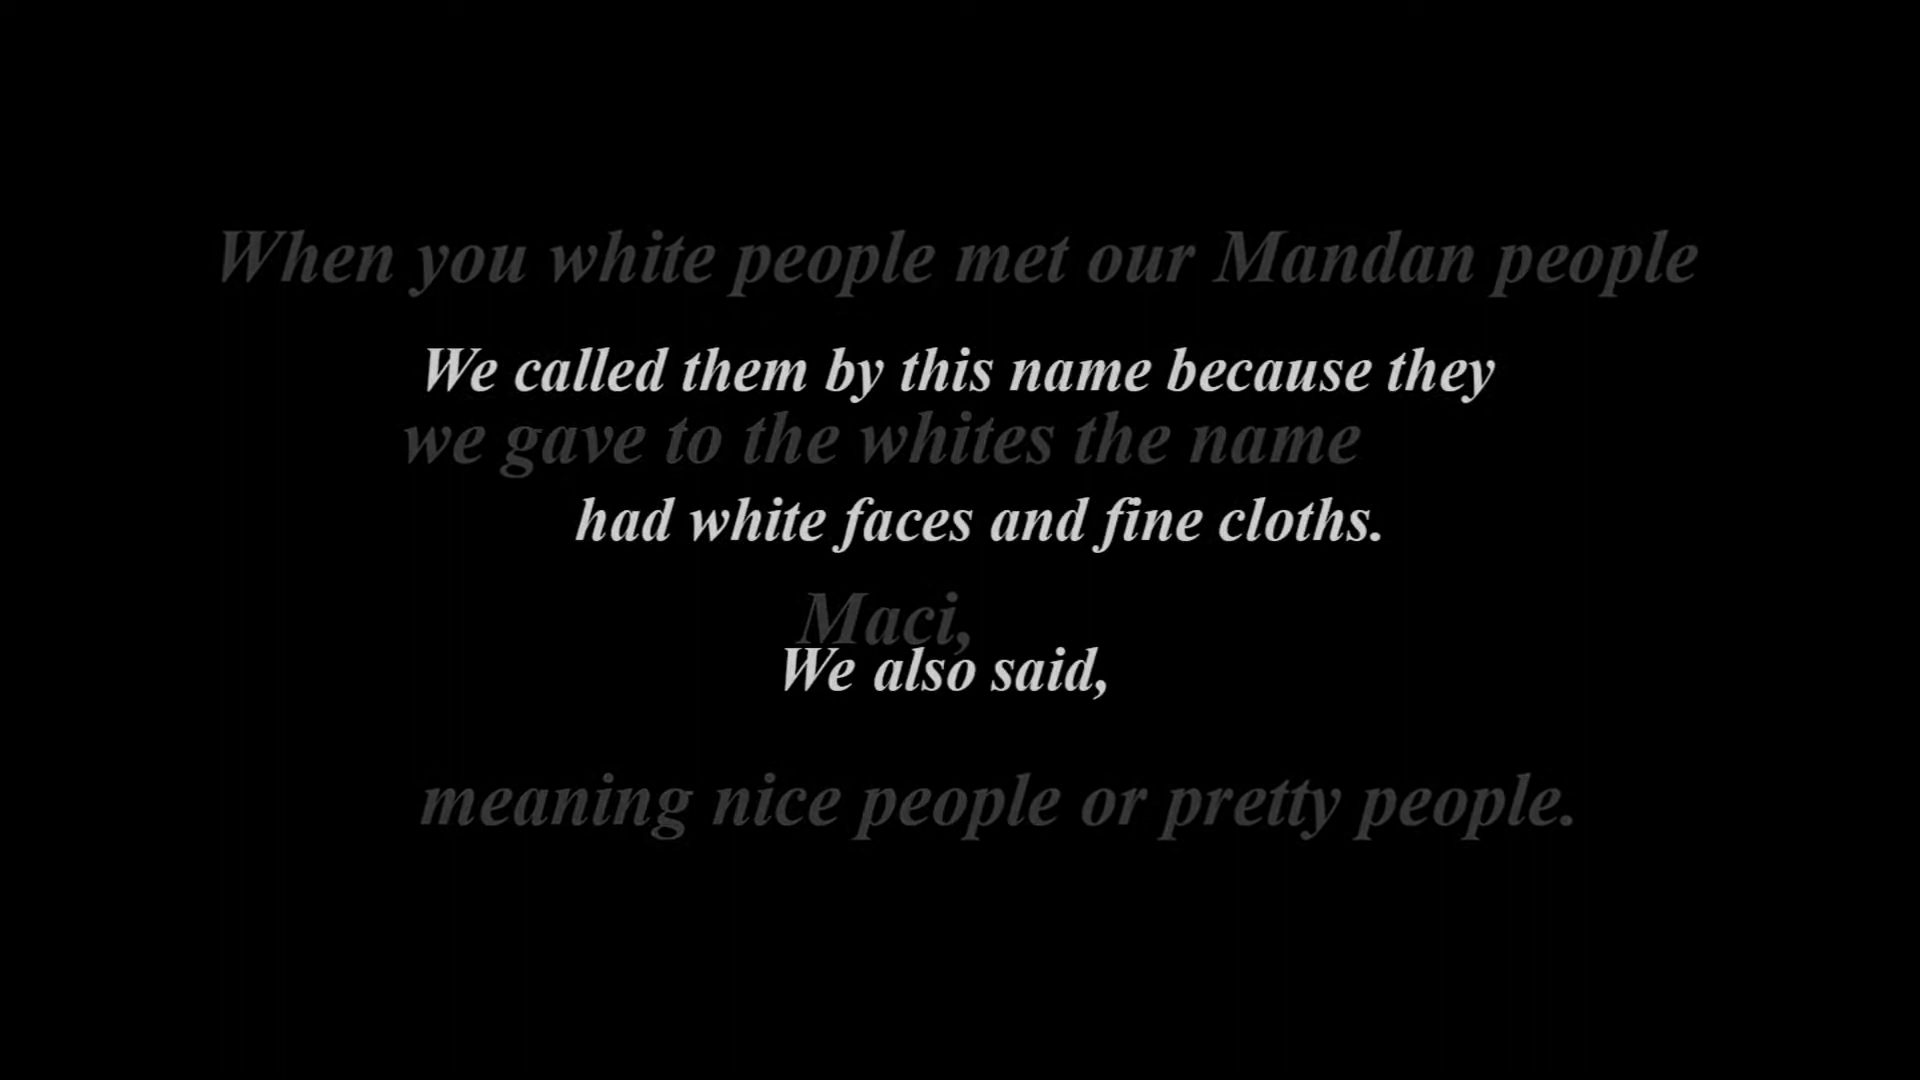 When you white people met our Mandan people
We called them by this name because they
we gave to the whites the name
had white faces and fine cloths.
Maci,
We also said,
meaning nice people or pretty people.